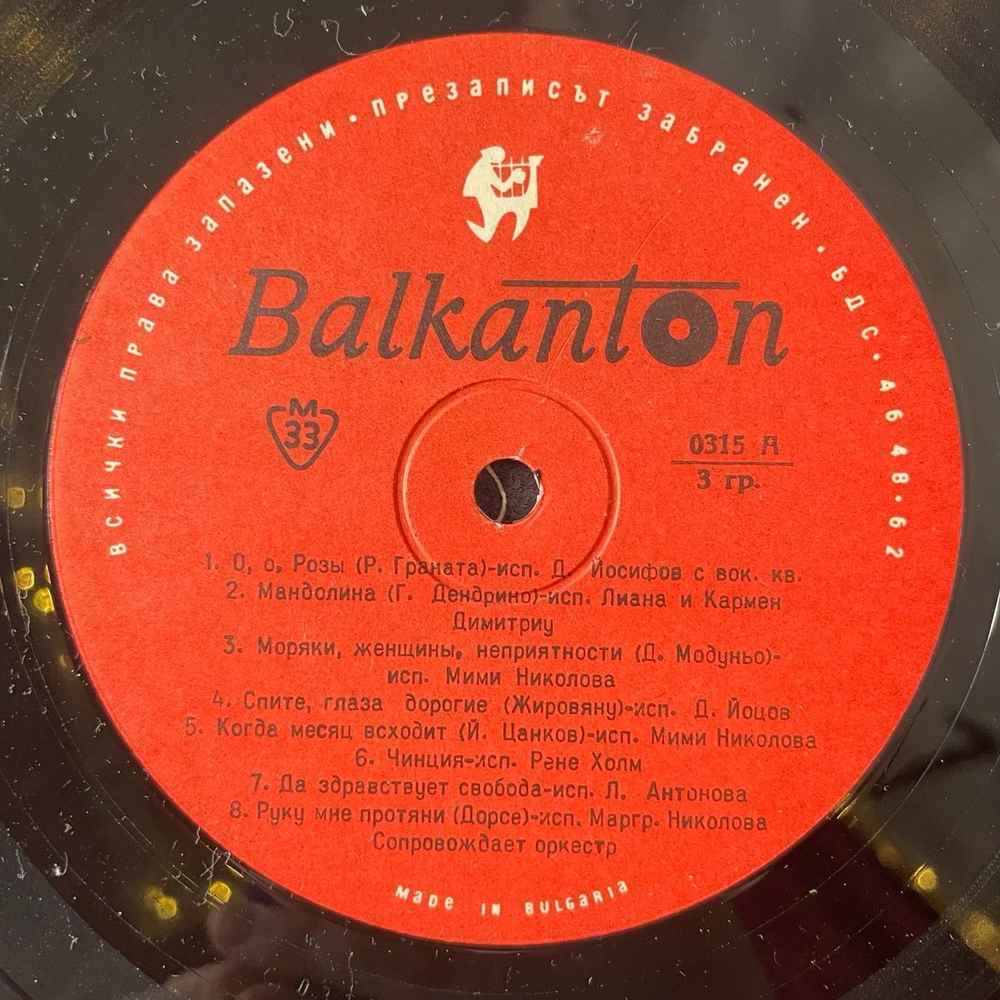 ВСИЧКИ ПРАВА ЗАПАЗЕНИ · ПРЕЗАПИСЪТ ЗАБРАНЕН · БДС · 4648 · 62
Balkanton
М
33
0315 А
3 гр.
1. О, о, Розы (Р. Граната)-исп. Д. Йосифов с вок. кв.
2. Мандолина (Г. Дендрино)-исп. Лиана и Кармен
Димитриу
3. Моряки, женщины, неприятности (Д. Модуньо)-
исп. Мими Николова
4. Спите, глаза дорогие (Жировяну)-исп. Д. Йоцов
5. Когда месяц всходит (Й. Цанков)-исп. Мими Николова
6. Чинция-исп. Рене Холм
7. Да здравствует свобода-исп. Л. Антонова
8. Руку мне протяни (Дорсе)-исп. Маргр. Николова
Сопровождает оркестр
MADE IN BULGARIA